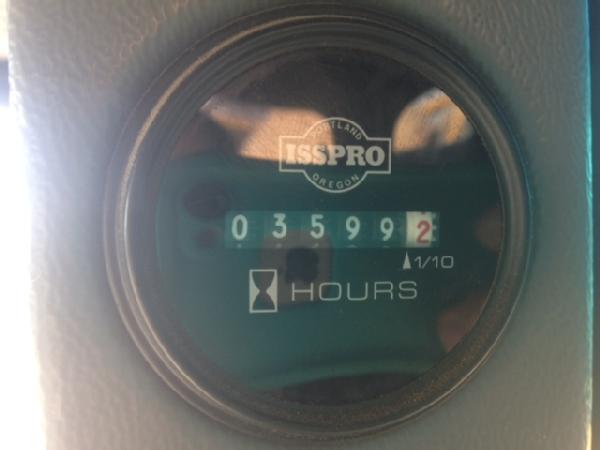 PORTLAND
ISSPRO
OREGON
035992
1/10
HOURS